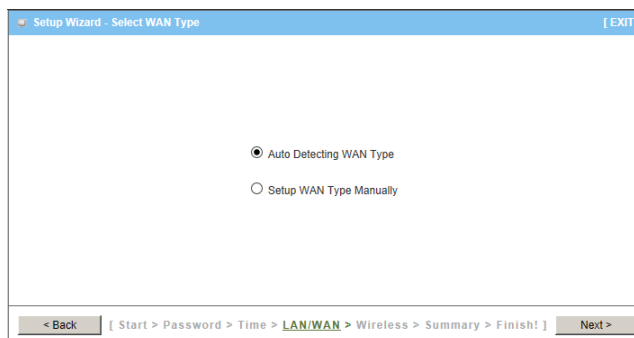 Setup Wizard - Select WAN Type [ EXIT
Auto Detecting WAN Type
Setup WAN Type Manually
< Back [ Start > Password > Time > LAN/WAN > Wireless > Summary > Finish! ] Next >